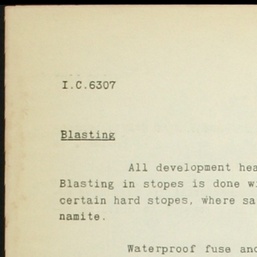 I.C.6307
Blasting
All development hea
Blasting in stopes is done w
certain hard stopes, where sa
namite.
Waterproof fuse and